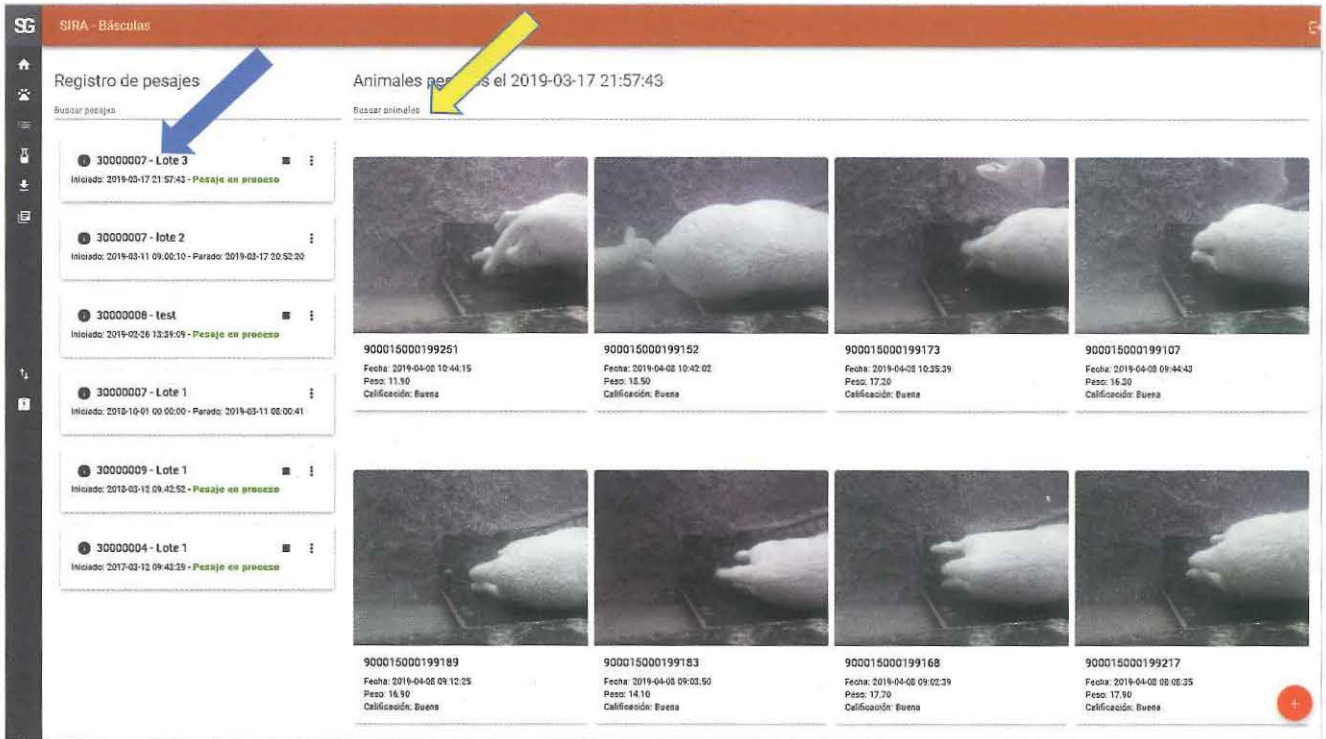 SG
SIRA - Básculas
Registro de pesajes
Buscar pesajes
30000007 - Lote 3
Iniciado: 2019-03-17 21:57:43 - Pesaje en proceso
30000007 - lote 2
Iniciado: 2019-03-11 09:00:10 - Parado: 2019-03-17 20:52:20
30000008 - test
Iniciado: 2019-02-26 13:39:09 - Pesaje en proceso
30000007 - Lote 1
Iniciado: 2018-10-01 00:00:00 - Parado: 2019-03-11 08:00:41
30000009 - Lote 1
Iniciado: 2018-03-12 09:42:52 - Pesaje en proceso
30000004 - Lote 1
Iniciado: 2017-03-12 09:43:29 - Pesaje en proceso
Animales el 2019-03-17 21:57:43
Buscar animales
900015000199251
Fecha: 2019-04-08 10:44:15
Peso: 11.90
Calificación: Buena
900015000199152
Fecha: 2019-04-08 10:42:02
Peso: 18.50
Calificación: Buena
900015000199173
Fecha: 2019-04-08 10:35:39
Peso: 17.20
Calificación: Buena
900015000199107
Fecha: 2019-04-08 09:44:43
Peso: 16.30
Calificación: Buena
900015000199189
Fecha: 2019-04-08 09:12:25
Peso: 16.90
Calificación: Buena
900015000199183
Fecha: 2019-04-08 09:03:50
Peso: 14.10
Calificación: Buena
900015000199168
Fecha: 2019-04-08 09:02:39
Peso: 17.70
Calificación: Buena
900015000199217
Fecha: 2019-04-08 08:08:35
Peso: 17.90
Calificación: Buena